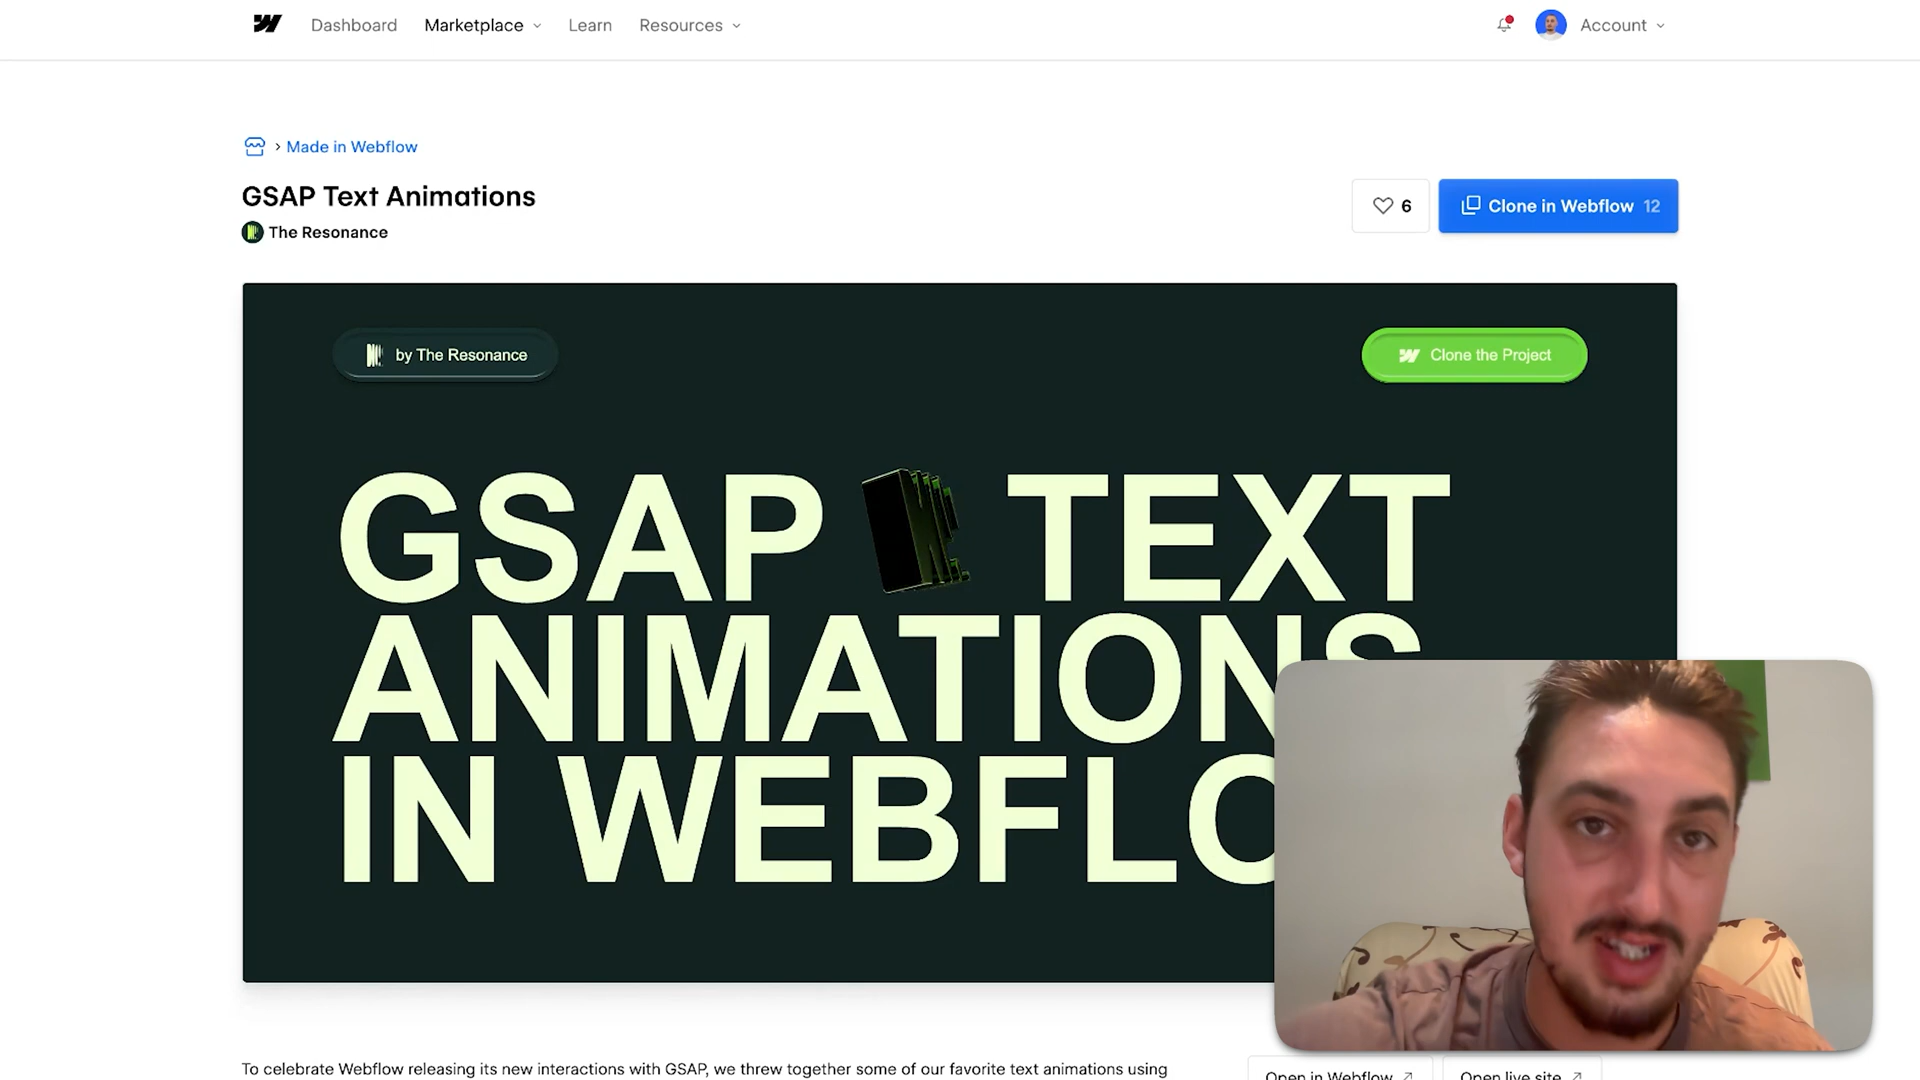 Dashboard Marketplace Learn Resources Account
Made in Webflow
GSAP Text Animations
The Resonance
6
Clone in Webflow 12
by The Resonance
Clone the Project
GSAP TEXT
ANIMATIONS
IN WEBFLO
To celebrate Webflow releasing its new interactions with GSAP, we threw together some of our favorite text animations using
Open in Webflow
Open live site